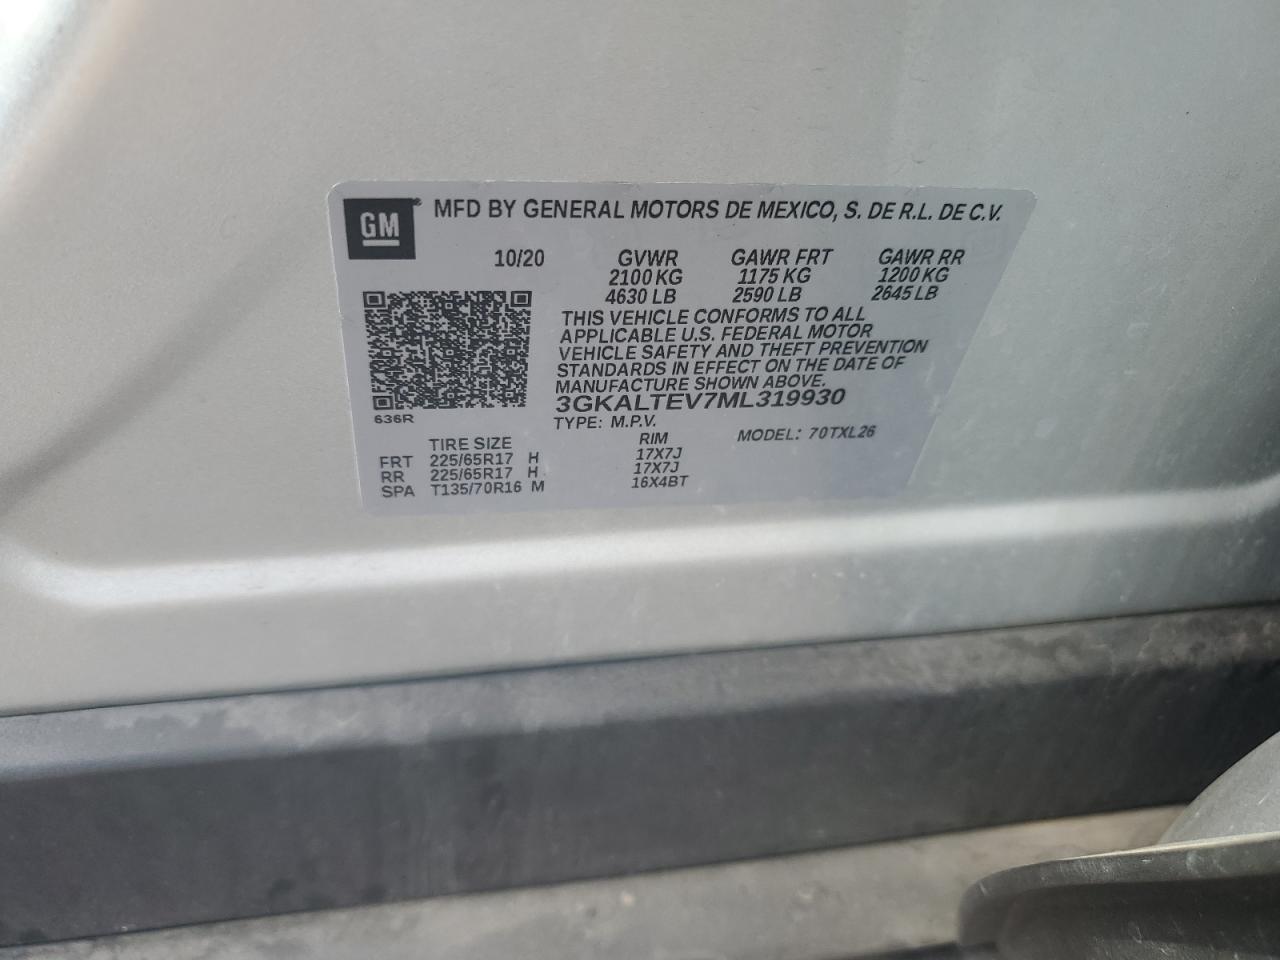 GM® MFD BY GENERAL MOTORS DE MEXICO, S. DE R.L. DE C.V.
10/20 GVWR GAWR FRT GAWR RR
2100 KG 1175 KG 1200 KG
4630 LB 2590 LB 2645 LB
THIS VEHICLE CONFORMS TO ALL
APPLICABLE U.S. FEDERAL MOTOR
VEHICLE SAFETY AND THEFT PREVENTION
STANDARDS IN EFFECT ON THE DATE OF
MANUFACTURE SHOWN ABOVE.
3GKALTEV7ML319930
636R
TYPE: M.P.V. MODEL: 70TXL26
TIRE SIZE RIM
FRT 225/65R17 H 17X7J
RR 225/65R17 H 17X7J
SPA T135/70R16 M 16X4BT